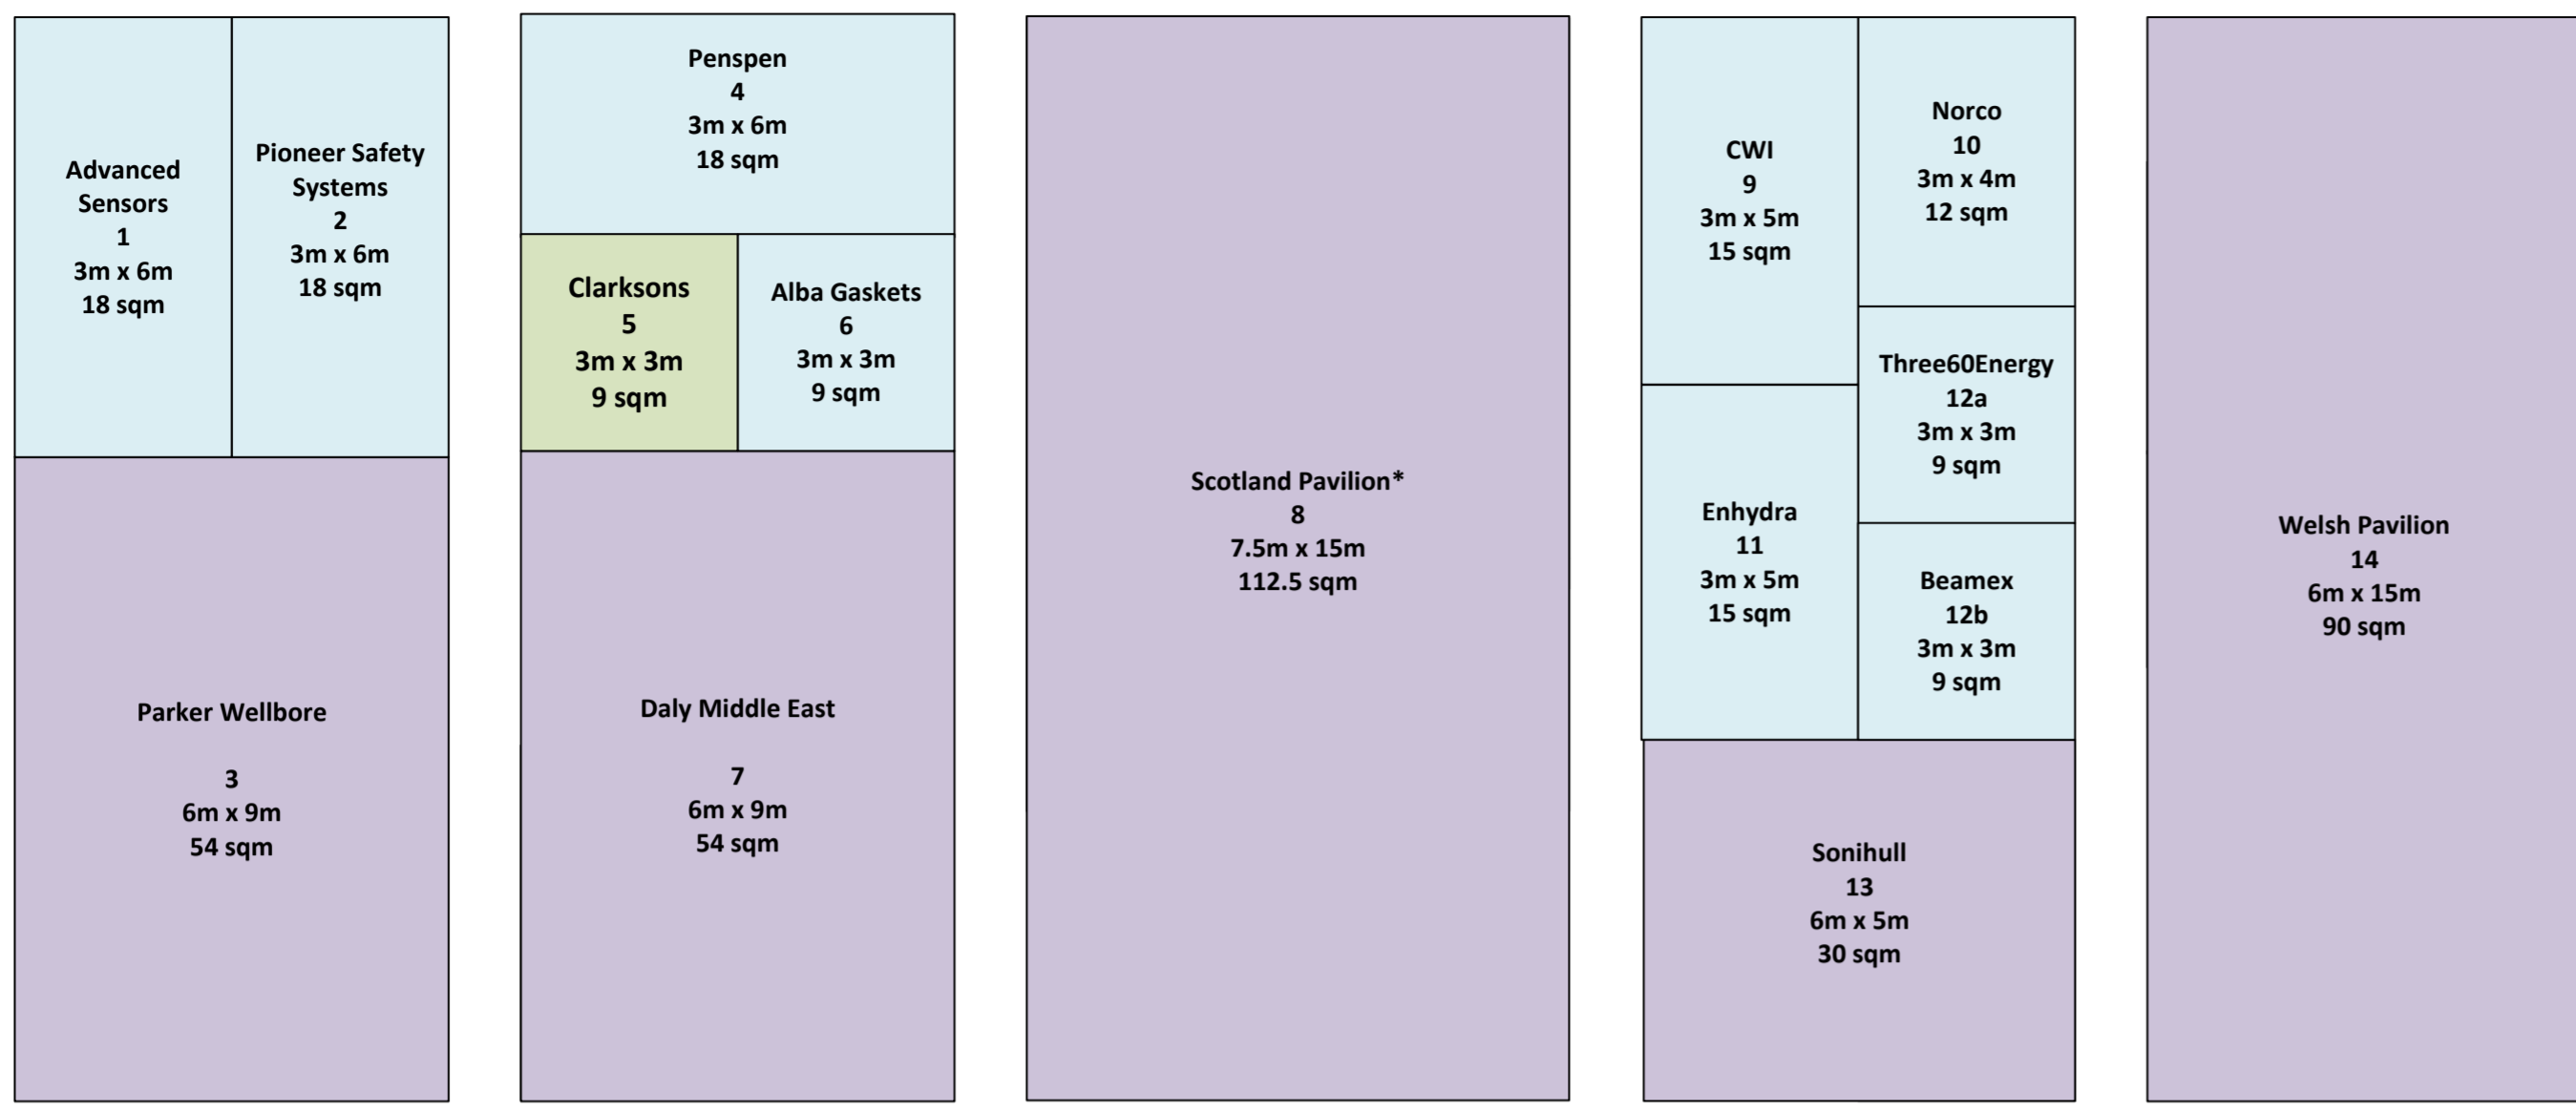 Advanced
Sensors
1
3m x 6m
18 sqm
Pioneer Safety
Systems
2
3m x 6m
18 sqm
Parker Wellbore
3
6m x 9m
54 sqm
Penspen
4
3m x 6m
18 sqm
Clarksons
5
3m x 3m
9 sqm
Alba Gaskets
6
3m x 3m
9 sqm
Daly Middle East
7
6m x 9m
54 sqm
Scotland Pavilion*
8
7.5m x 15m
112.5 sqm
CWI
9
3m x 5m
15 sqm
Norco
10
3m x 4m
12 sqm
Enhydra
11
3m x 5m
15 sqm
Three60Energy
12a
3m x 3m
9 sqm
Beamex
12b
3m x 3m
9 sqm
Sonihull
13
6m x 5m
30 sqm
Welsh Pavilion
14
6m x 15m
90 sqm